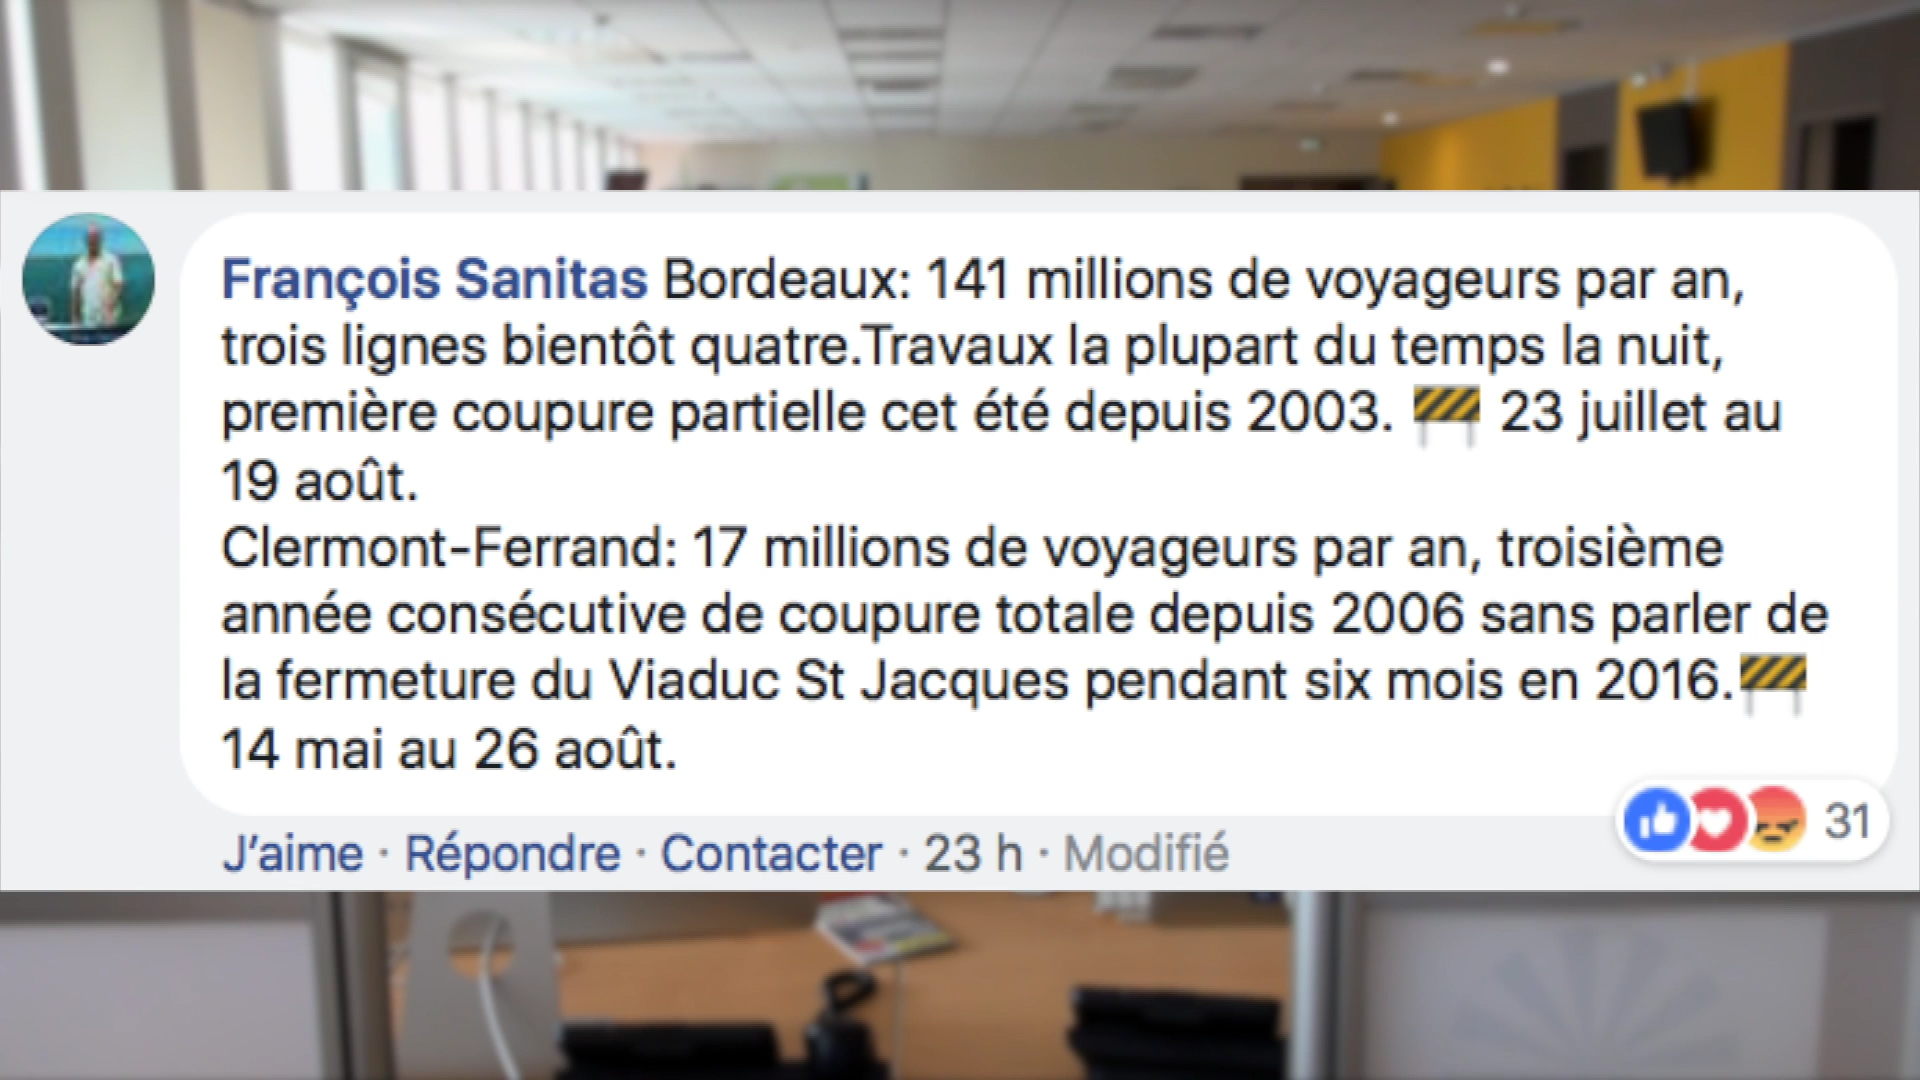 François Sanitas Bordeaux: 141 millions de voyageurs par an,
trois lignes bientôt quatre.Travaux la plupart du temps la nuit,
première coupure partielle cet été depuis 2003. 🚧 23 juillet au
19 août.
Clermont-Ferrand: 17 millions de voyageurs par an, troisième
année consécutive de coupure totale depuis 2006 sans parler de
la fermeture du Viaduc St Jacques pendant six mois en 2016.🚧
14 mai au 26 août.
31
J'aime · Répondre · Contacter · 23 h · Modifié